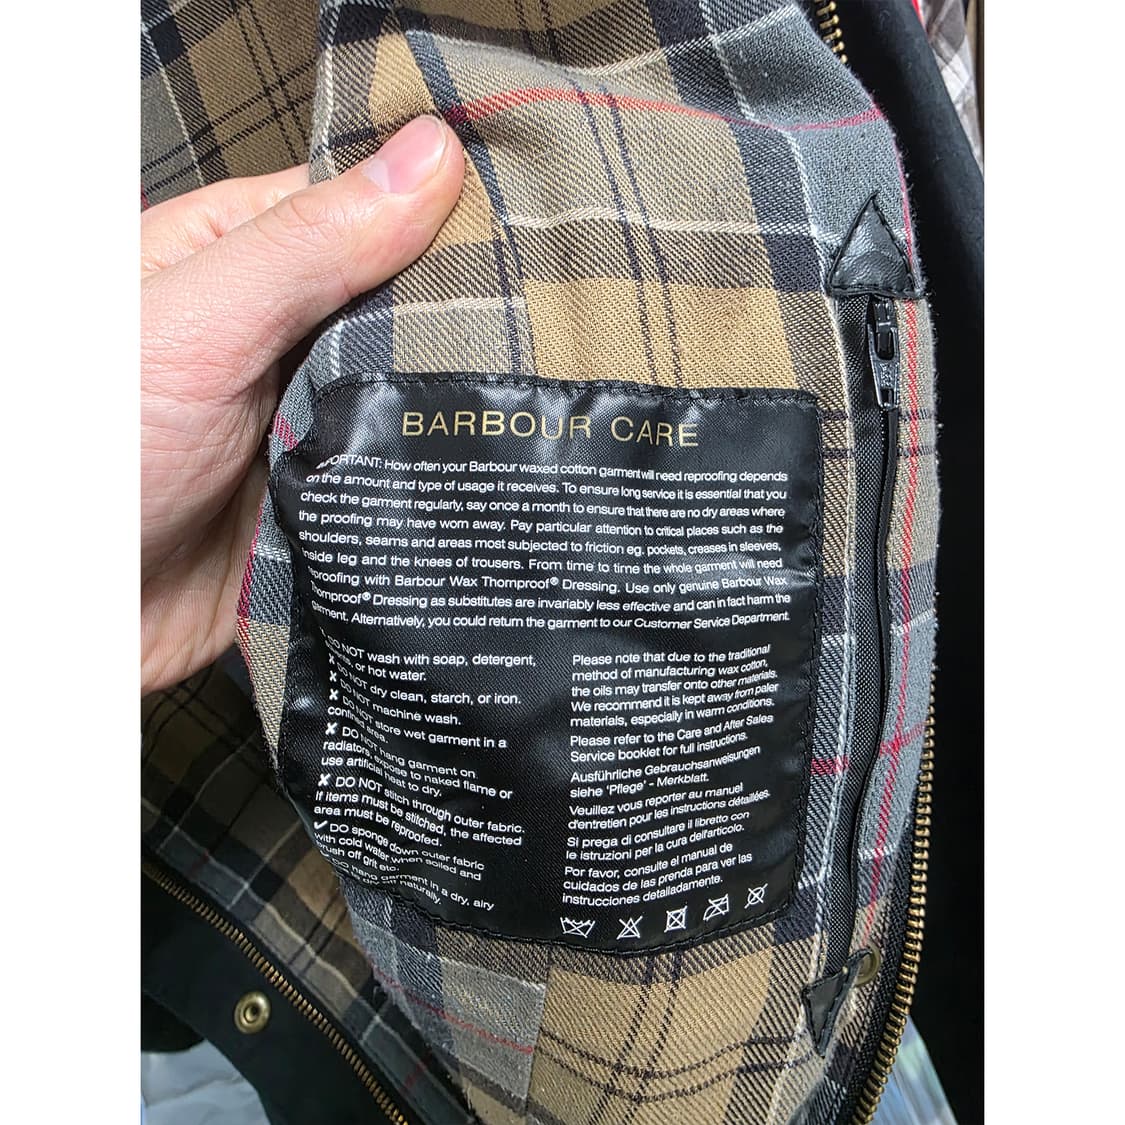 BARBOUR CARE
IMPORTANT: How often your Barbour waxed cotton garment will need reproofing depends
on the amount and type of usage it receives. To ensure long service it is essential that you
check the garment regularly, say once a month to ensure that there are no dry areas where
the proofing may have worn away. Pay particular attention to critical places such as the
shoulders, seams and areas most subjected to friction eg. pockets, creases in sleeves,
inside leg and the knees of trousers. From time to time the whole garment will need
reproofing with Barbour Wax Thornproof® Dressing. Use only genuine Barbour Wax
Thornproof® Dressing as substitutes are invariably less effective and can in fact harm the
garment. Alternatively, you could return the garment to our Customer Service Department.
DO NOT wash with soap, detergent,
or hot water.
✘ DO NOT dry clean, starch, or iron.
✘ DO NOT machine wash.
✘ DO NOT store wet garment in a
confined area.
✘ DO NOT hang garment on
radiators, expose to naked flame or
use artificial heat to dry.
✘ DO NOT stitch through outer fabric.
If items must be stitched, the affected
area must be reproofed.
✔ DO sponge down outer fabric
with cold water when soiled and
brush off grit etc.
DO hang garment in a dry, airy
dry off naturally.
Please note that due to the traditional
method of manufacturing wax cotton,
the oils may transfer onto other materials.
We recommend it is kept away from paler
materials, especially in warm conditions.
Please refer to the Care and After Sales
Service booklet for full instructions.
Ausführliche Gebrauchsanweisungen
siehe 'Pflege' - Merkblatt.
Veuillez vous reporter au manuel
d'entretien pour les instructions détaillées.
Si prega di consultare il libretto con
le istruzioni per la cura dell'articolo.
Por favor, consulte el manual de
cuidados de las prenda para ver las
instrucciones detalladamente.